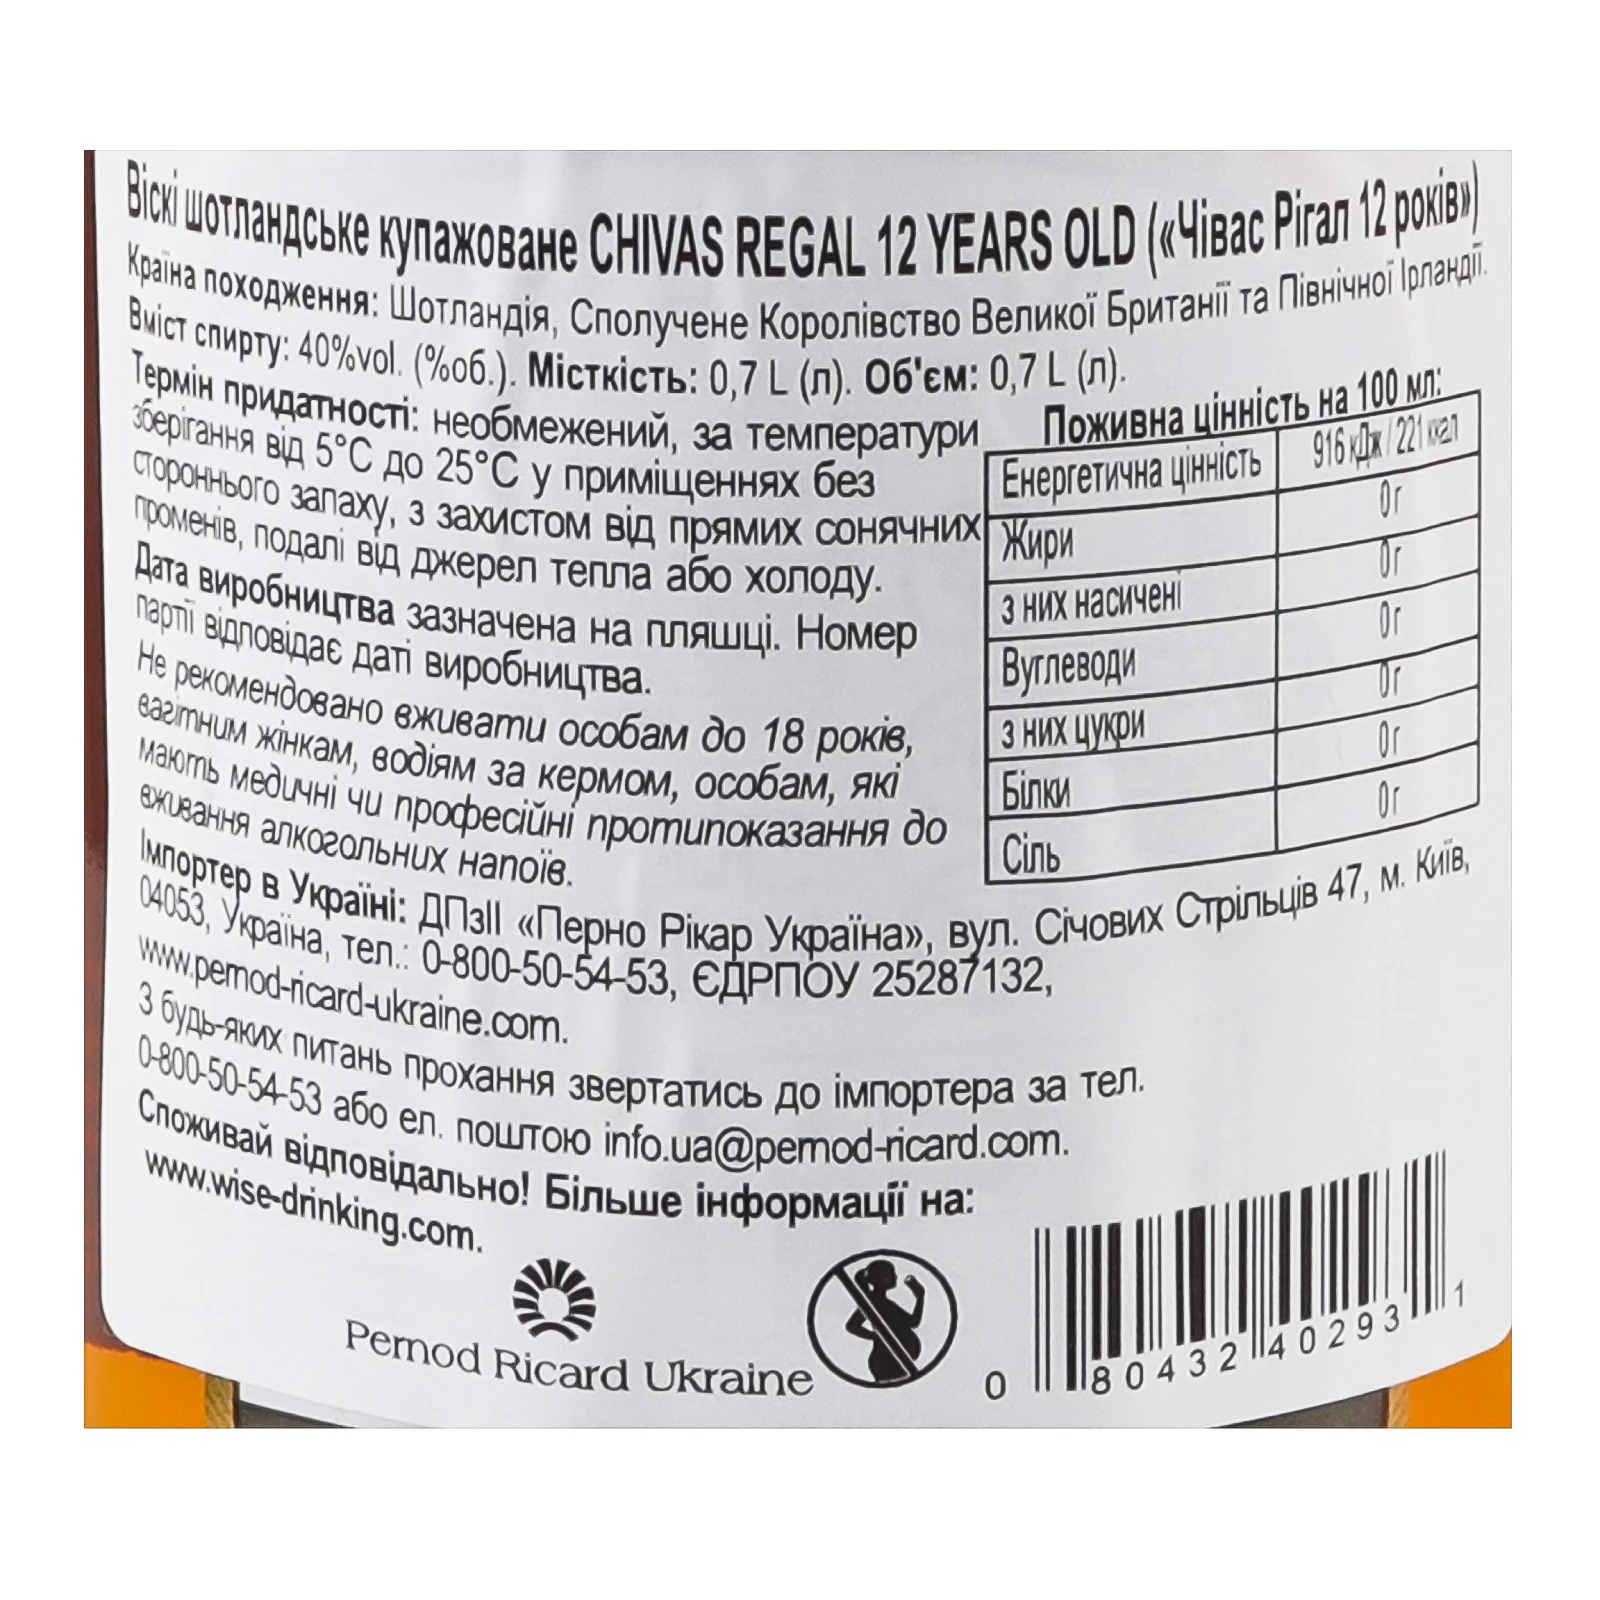 Віскі шотландське купажоване CHIVAS REGAL 12 YEARS OLD («Чівас Рігал 12 років»)
Країна походження: Шотландія, Сполучене Королівство Великої Британії та Північної Ірландії.
Вміст спирту: 40%vol. (%об.). Місткість: 0,7 L (л). Об'єм: 0,7 L (л).
Термін придатності: необмежений, за температури
зберігання від 5°C до 25°C у приміщеннях без
стороннього запаху, з захистом від прямих сонячних
променів, подалі від джерел тепла або холоду.
Дата виробництва зазначена на пляшці. Номер
партії відповідає даті виробництва.
Не рекомендовано вживати особам до 18 років,
вагітним жінкам, водіям за кермом, особам, які
мають медичні чи професійні протипоказання до
вживання алкогольних напоїв.
Поживна цінність на 100 мл:
Енергетична цінність 916 кДж / 221 ккал
Жири 0 г
з них насичені 0 г
Вуглеводи 0 г
з них цукри 0 г
Білки 0 г
Сіль 0 г
Імпортер в Україні: ДПзІІ «Перно Рікар Україна», вул. Січових Стрільців 47, м. Київ,
04053, Україна, тел.: 0-800-50-54-53, ЄДРПОУ 25287132,
www.pernod-ricard-ukraine.com.
З будь-яких питань прохання звертатись до імпортера за тел.
0-800-50-54-53 або ел. поштою info.ua@pernod-ricard.com.
Споживай відповідально! Більше інформації на:
www.wise-drinking.com.
Pernod Ricard Ukraine
0 80432 40293 1